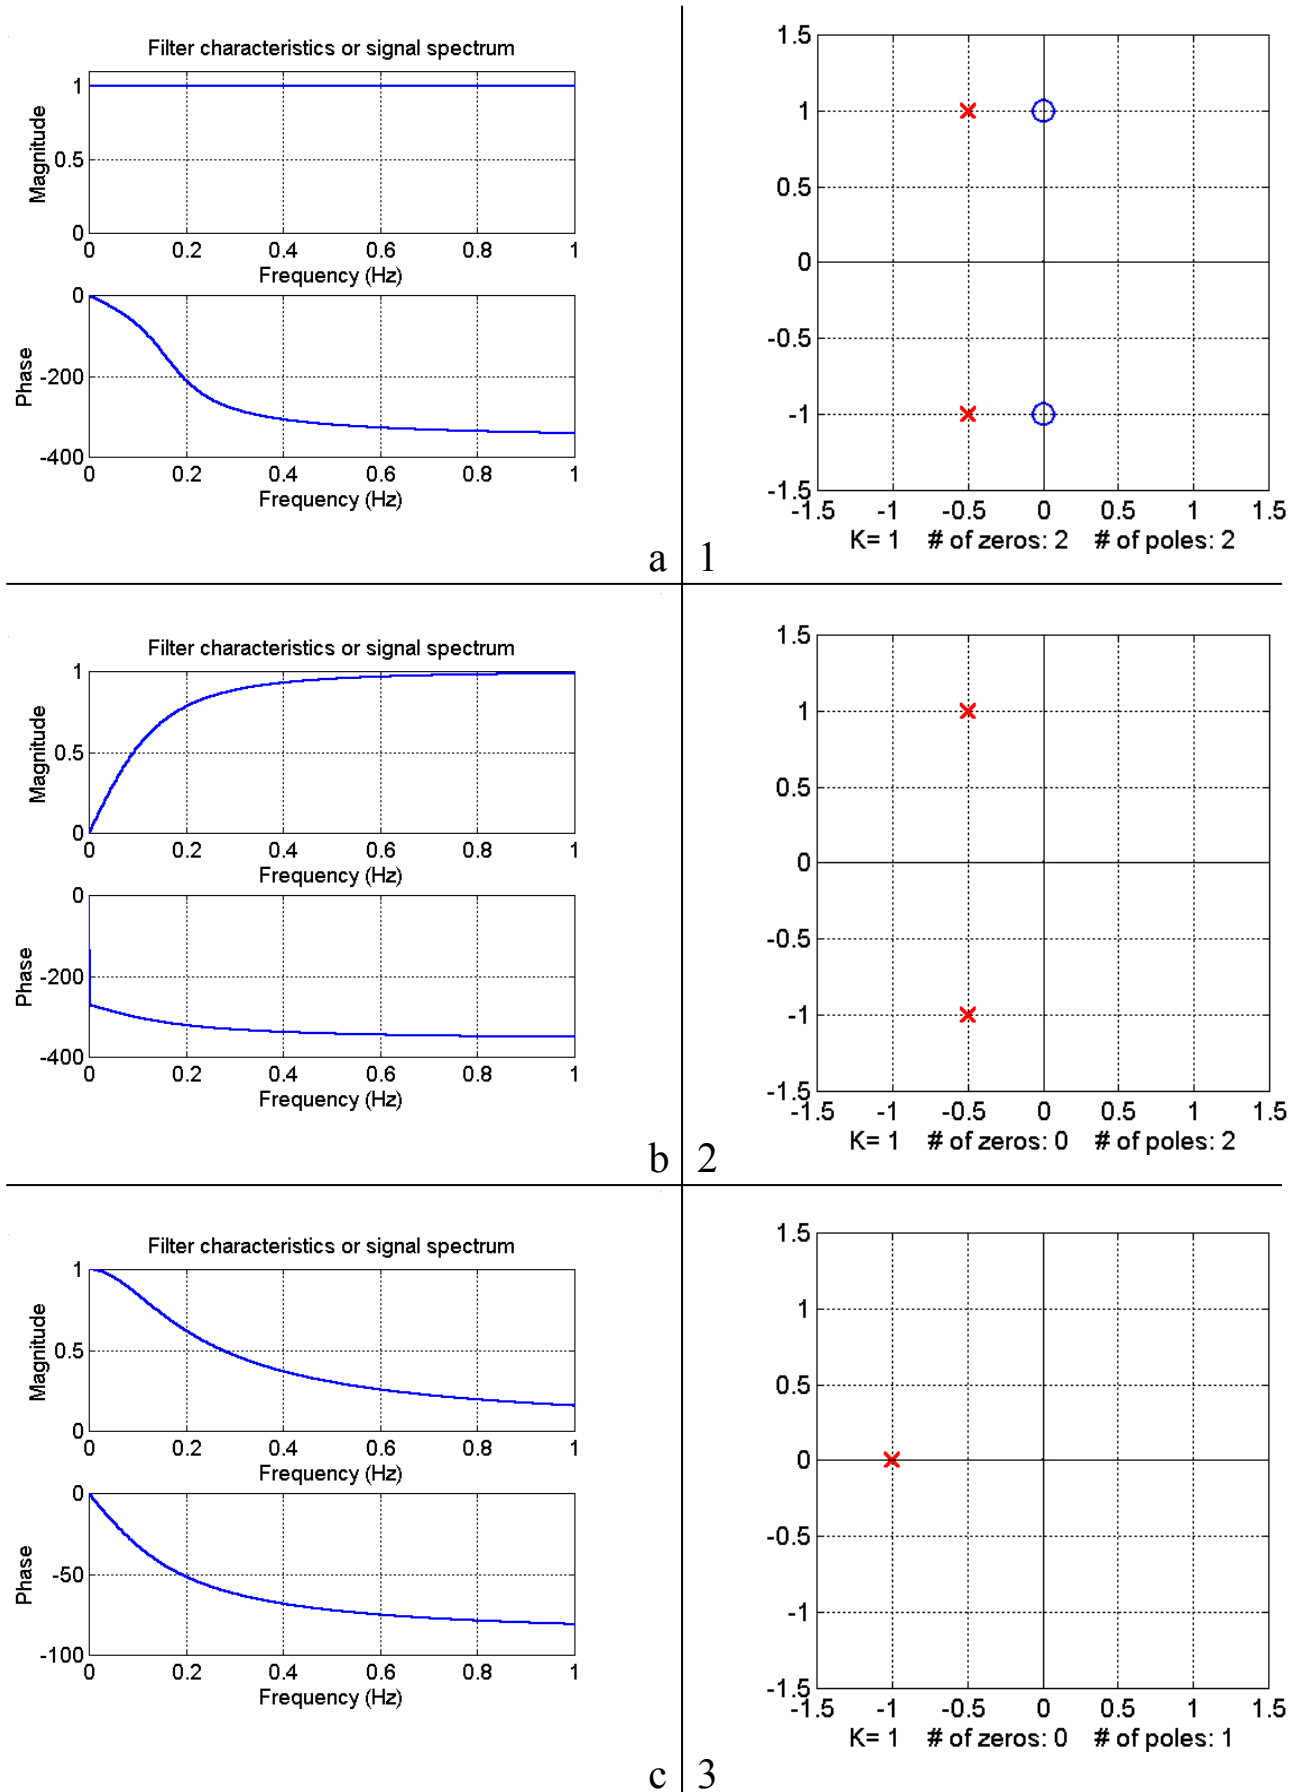 Filter characteristics or signal spectrum
Magnitude
1
0.5
0
0 0.2 0.4 0.6 0.8 1
Frequency (Hz)
Phase
0
-200
-400
0 0.2 0.4 0.6 0.8 1
Frequency (Hz)
a
1.5
1
0.5
0
-0.5
-1
-1.5
-1.5 -1 -0.5 0 0.5 1 1.5
K= 1 # of zeros: 2 # of poles: 2
1
Filter characteristics or signal spectrum
Magnitude
1
0.5
0
0 0.2 0.4 0.6 0.8 1
Frequency (Hz)
Phase
0
-200
-400
0 0.2 0.4 0.6 0.8 1
Frequency (Hz)
b
1.5
1
0.5
0
-0.5
-1
-1.5
-1.5 -1 -0.5 0 0.5 1 1.5
K= 1 # of zeros: 0 # of poles: 2
2
Filter characteristics or signal spectrum
Magnitude
1
0.5
0
0 0.2 0.4 0.6 0.8 1
Frequency (Hz)
Phase
0
-50
-100
0 0.2 0.4 0.6 0.8 1
Frequency (Hz)
c
1.5
1
0.5
0
-0.5
-1
-1.5
-1.5 -1 -0.5 0 0.5 1 1.5
K= 1 # of zeros: 0 # of poles: 1
3